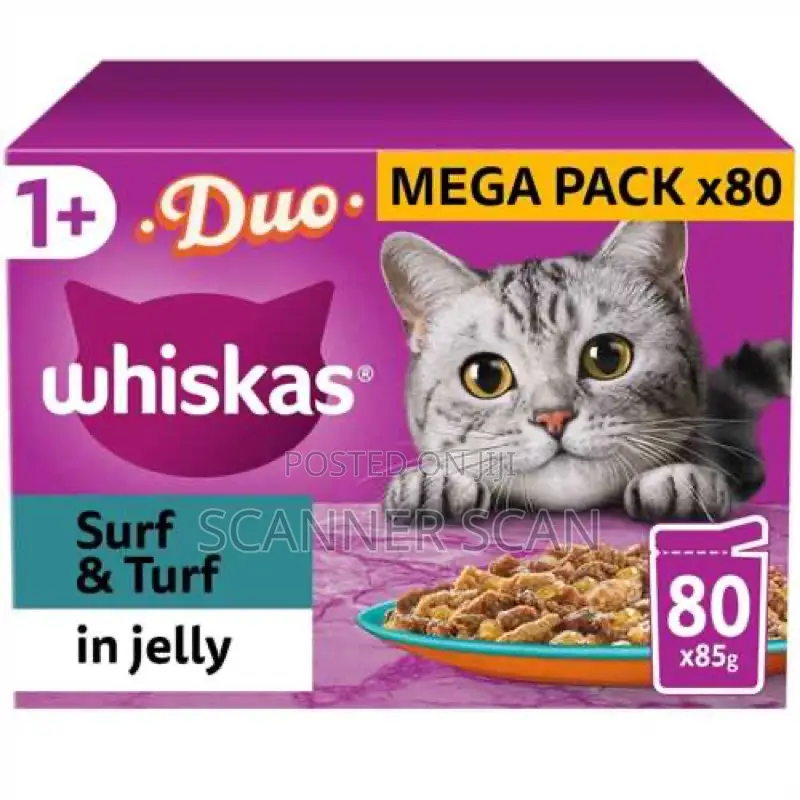 1+
Duo
MEGA PACK x80
whiskas®
POSTED ON JIJI
SCANNER SCAN
Surf
& Turf
in jelly
80
x85g